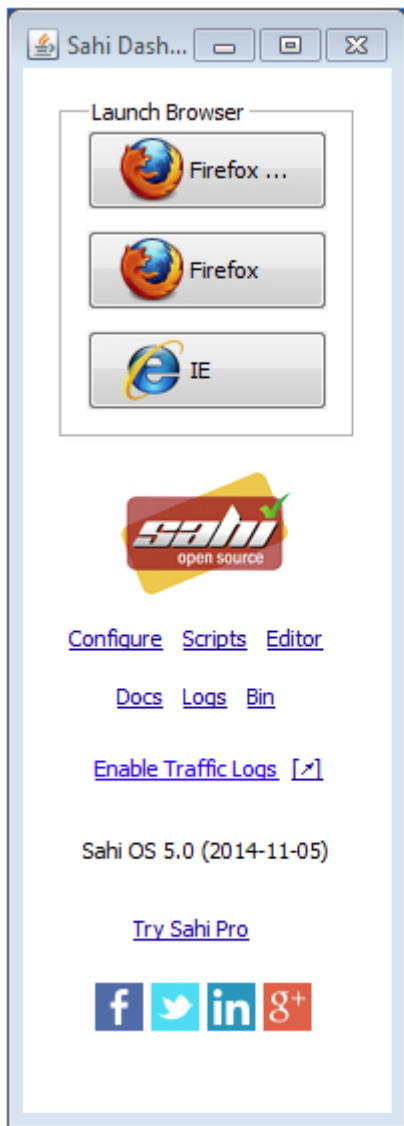 Sahi Dash...
Launch Browser
Firefox ...
Firefox
IE
sahi
open source
Configure Scripts Editor
Docs Logs Bin
Enable Traffic Logs [↗]
Sahi OS 5.0 (2014-11-05)
Try Sahi Pro
f in g+